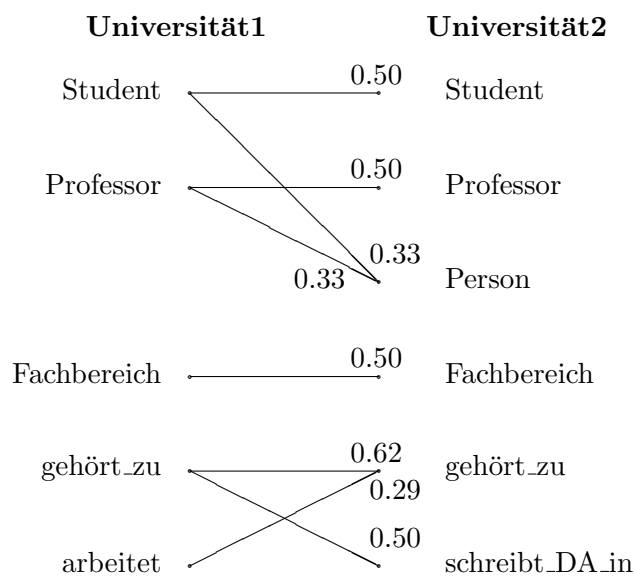 Universität1 Universität2
0.50
Student Student
0.50
Professor Professor
0.33
0.33 Person
0.50
Fachbereich Fachbereich
0.62
gehört_zu gehört_zu
0.29
0.50
arbeitet schreibt_DA_in